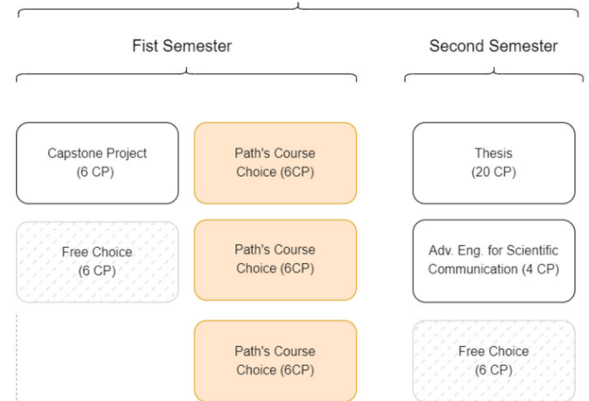 Fist Semester
Second Semester
Capstone Project
(6 CP)
Path's Course
Choice (6CP)
Thesis
(20 CP)
Free Choice
(6 CP)
Path's Course
Choice (6CP)
Adv. Eng. for Scientific
Communication (4 CP)
Path's Course
Choice (6CP)
Free Choice
(6 CP)